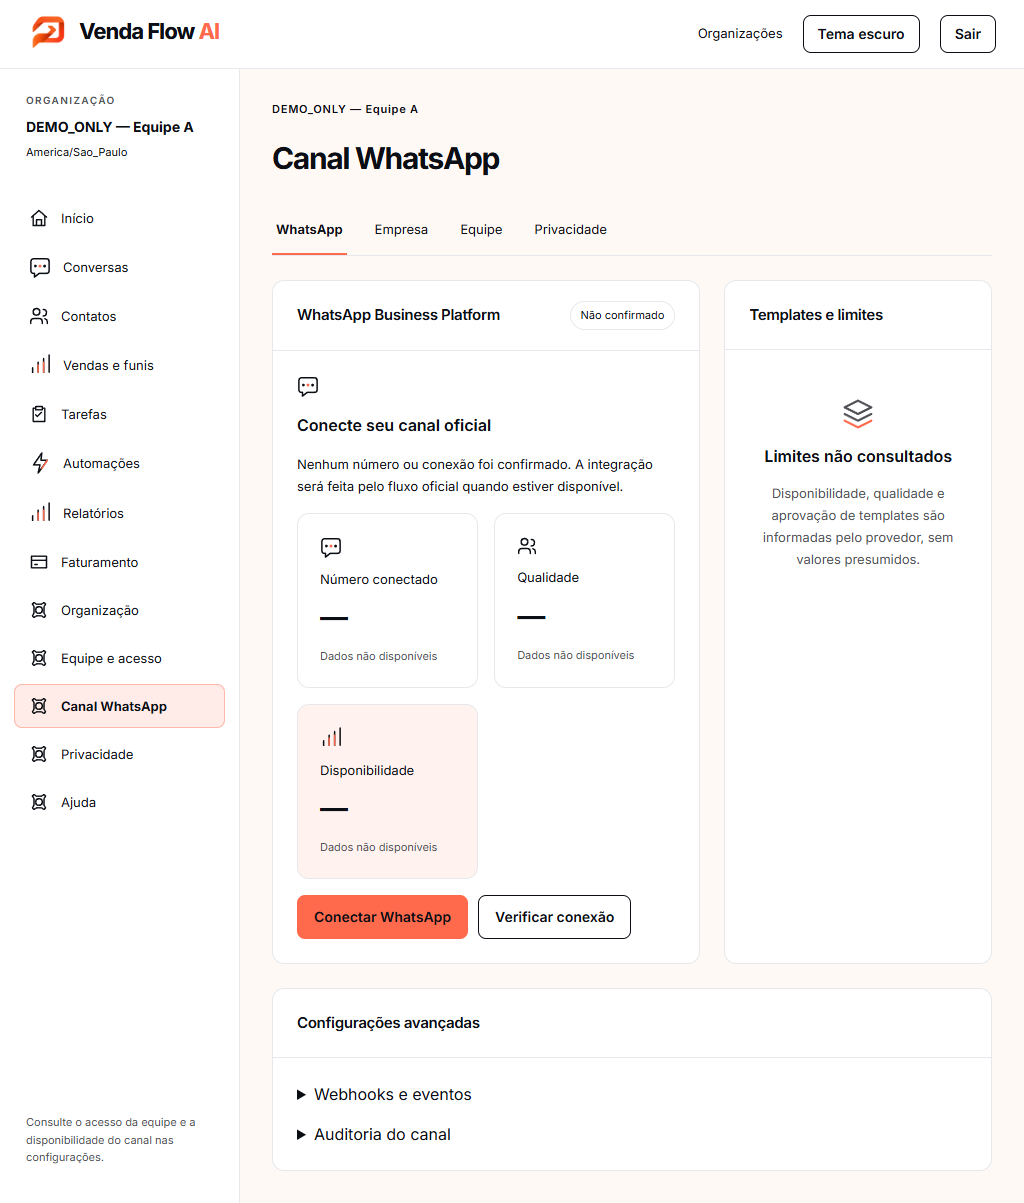 Venda Flow AI
Organizações
Tema escuro
Sair
ORGANIZAÇÃO
DEMO_ONLY — Equipe A
America/Sao_Paulo
Início
Conversas
Contatos
Vendas e funis
Tarefas
Automações
Relatórios
Faturamento
Organização
Equipe e acesso
Canal WhatsApp
Privacidade
Ajuda
Consulte o acesso da equipe e a
disponibilidade do canal nas
configurações.
DEMO_ONLY — Equipe A
Canal WhatsApp
WhatsApp
Empresa
Equipe
Privacidade
WhatsApp Business Platform
Não confirmado
Conecte seu canal oficial
Nenhum número ou conexão foi confirmado. A integração
será feita pelo fluxo oficial quando estiver disponível.
Número conectado
—
Dados não disponíveis
Qualidade
—
Dados não disponíveis
Disponibilidade
—
Dados não disponíveis
Conectar WhatsApp
Verificar conexão
Templates e limites
Limites não consultados
Disponibilidade, qualidade e
aprovação de templates são
informadas pelo provedor, sem
valores presumidos.
Configurações avançadas
Webhooks e eventos
Auditoria do canal